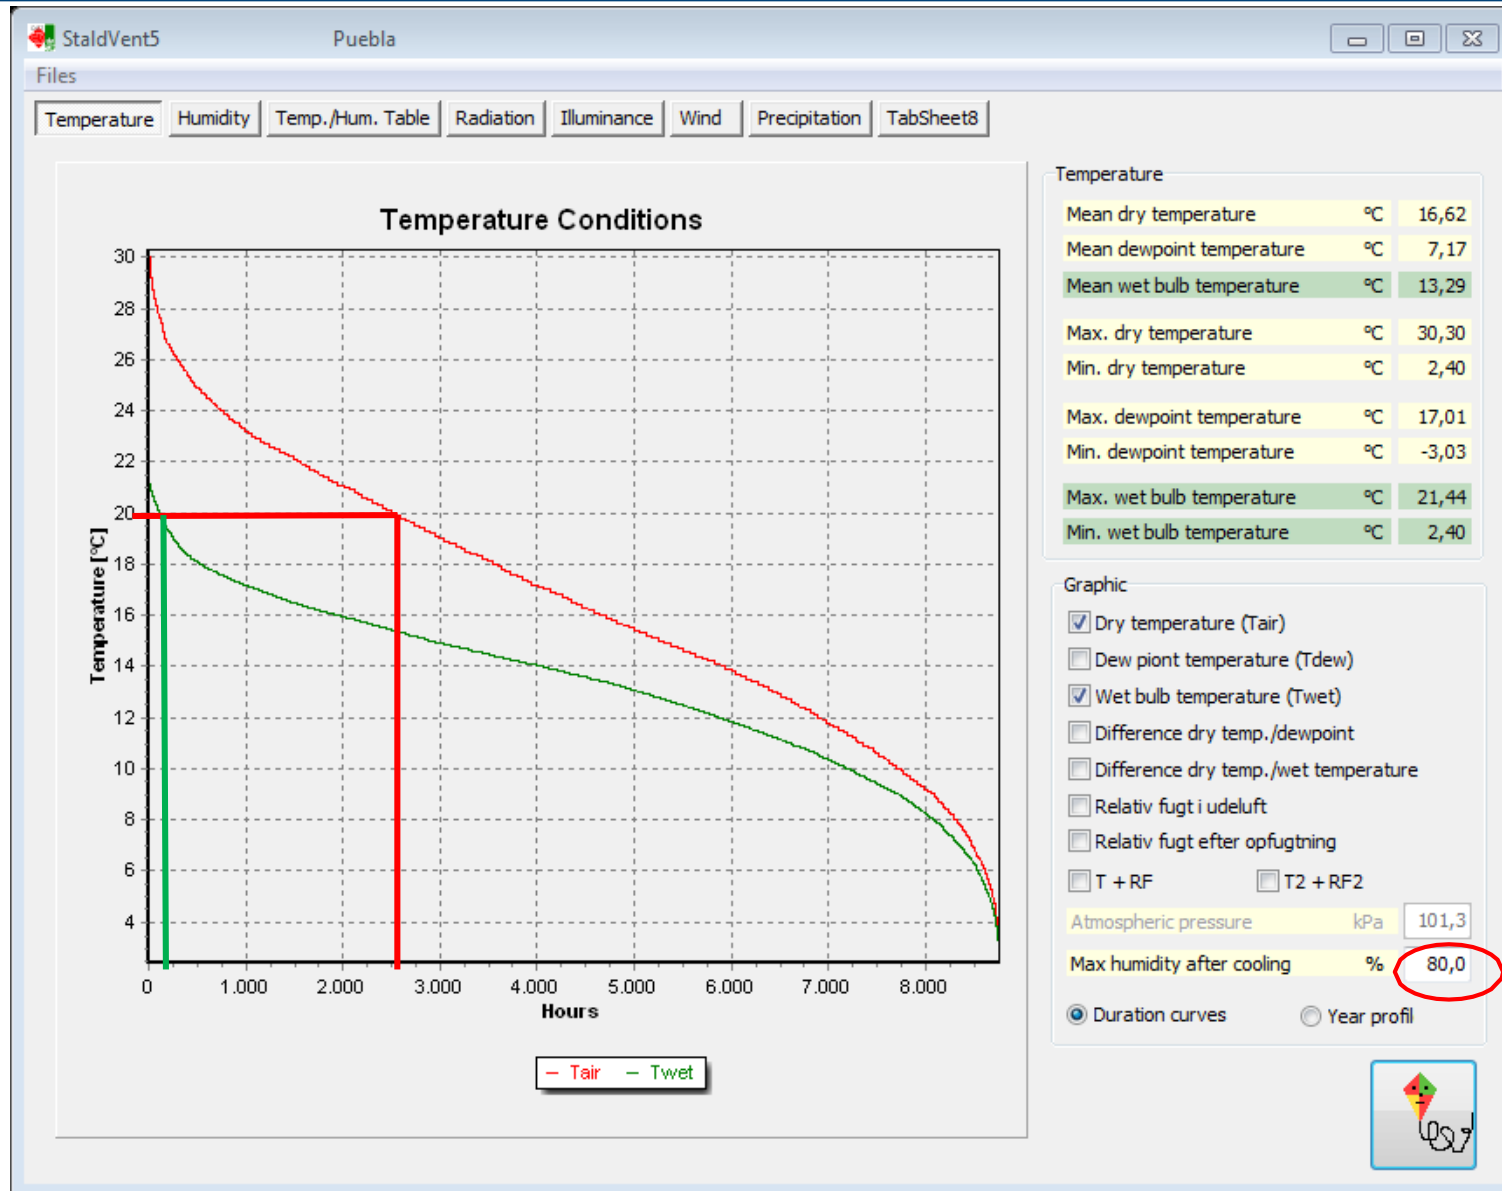 StaldVent5 Puebla
Files
Temperature Humidity Temp./Hum. Table Radiation Illuminance Wind Precipitation TabSheet8
Temperature Conditions
30
28
26
24
22
20
18
16
14
12
10
8
6
4
Temperature [°C]
0 1.000 2.000 3.000 4.000 5.000 6.000 7.000 8.000
Hours
Tair Twet
Temperature
Mean dry temperature °C 16,62
Mean dewpoint temperature °C 7,17
Mean wet bulb temperature °C 13,29
Max. dry temperature °C 30,30
Min. dry temperature °C 2,40
Max. dewpoint temperature °C 17,01
Min. dewpoint temperature °C -3,03
Max. wet bulb temperature °C 21,44
Min. wet bulb temperature °C 2,40
Graphic
Dry temperature (Tair)
Dew piont temperature (Tdew)
Wet bulb temperature (Twet)
Difference dry temp./dewpoint
Difference dry temp./wet temperature
Relativ fugt i udeluft
Relativ fugt efter opfugtning
T + RF T2 + RF2
Atmospheric pressure kPa 101,3
Max humidity after cooling % 80,0
Duration curves Year profil